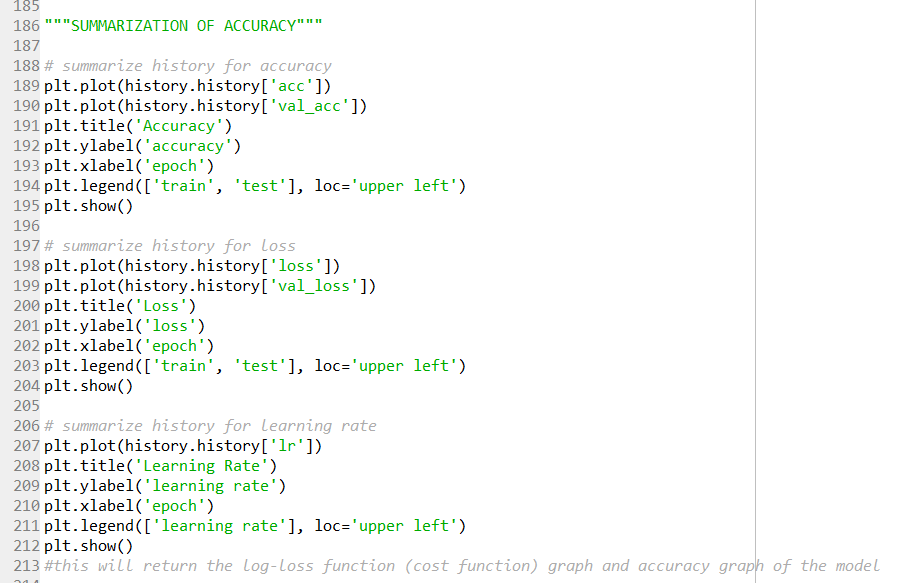 185
186 """SUMMARIZATION OF ACCURACY"""
187
188 # summarize history for accuracy
189 plt.plot(history.history['acc'])
190 plt.plot(history.history['val_acc'])
191 plt.title('Accuracy')
192 plt.ylabel('accuracy')
193 plt.xlabel('epoch')
194 plt.legend(['train', 'test'], loc='upper left')
195 plt.show()
196
197 # summarize history for loss
198 plt.plot(history.history['loss'])
199 plt.plot(history.history['val_loss'])
200 plt.title('Loss')
201 plt.ylabel('loss')
202 plt.xlabel('epoch')
203 plt.legend(['train', 'test'], loc='upper left')
204 plt.show()
205
206 # summarize history for learning rate
207 plt.plot(history.history['lr'])
208 plt.title('Learning Rate')
209 plt.ylabel('learning rate')
210 plt.xlabel('epoch')
211 plt.legend(['learning rate'], loc='upper left')
212 plt.show()
213 #this will return the log-loss function (cost function) graph and accuracy graph of the model
214